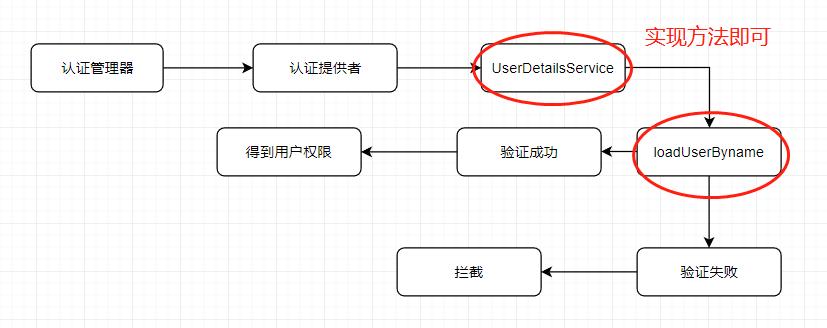 实现方法即可
认证管理器
认证提供者
UserDetailsService
得到用户权限
验证成功
loadUserByname
拦截
验证失败